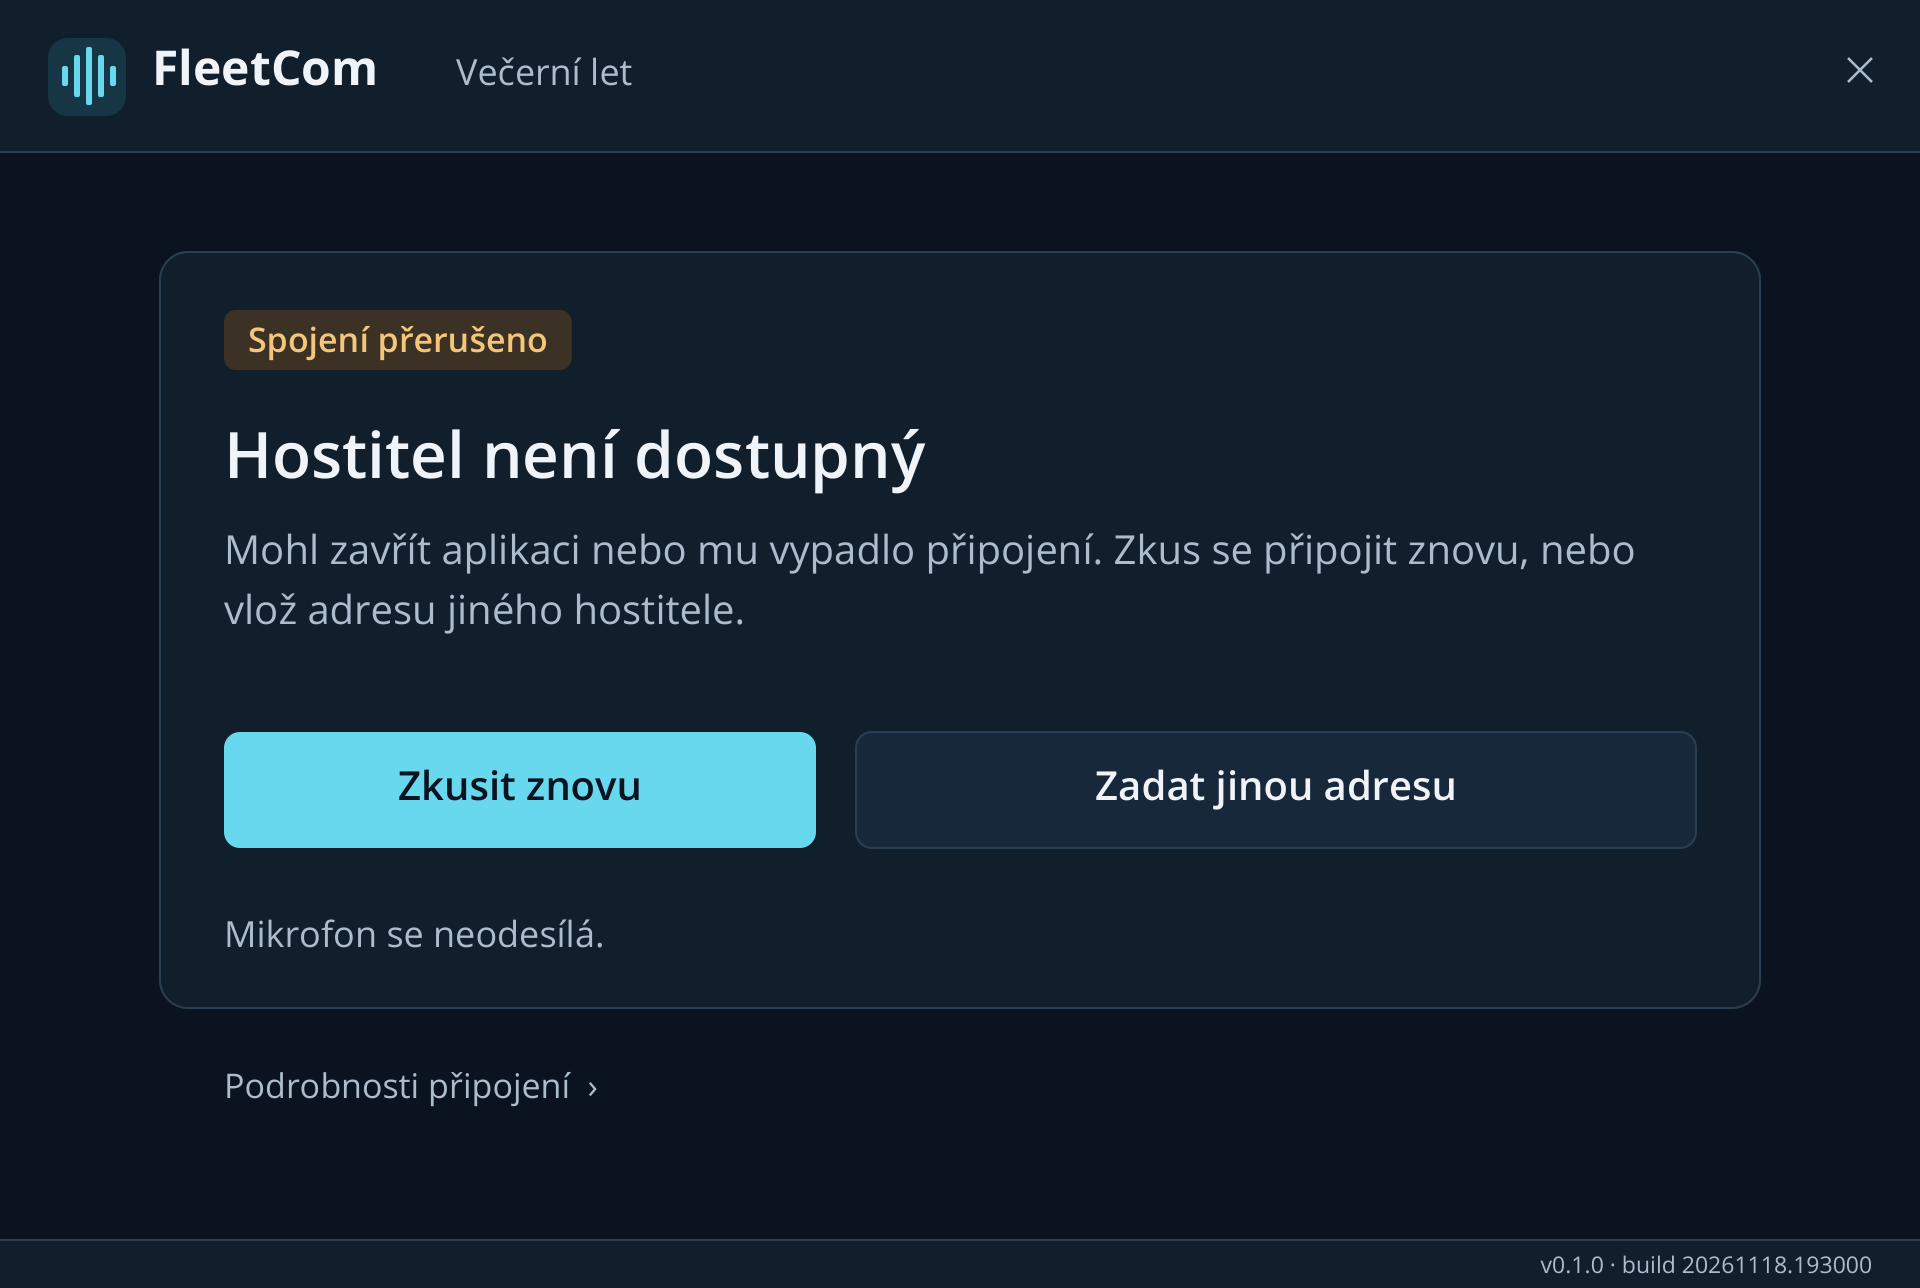 FleetCom
Večerní let
Spojení přerušeno
Hostitel není dostupný
Mohl zavřít aplikaci nebo mu vypadlo připojení. Zkus se připojit znovu, nebo
vlož adresu jiného hostitele.
Zkusit znovu
Zadat jinou adresu
Mikrofon se neodesílá.
Podrobnosti připojení ›
v0.1.0 · build 20261118.193000